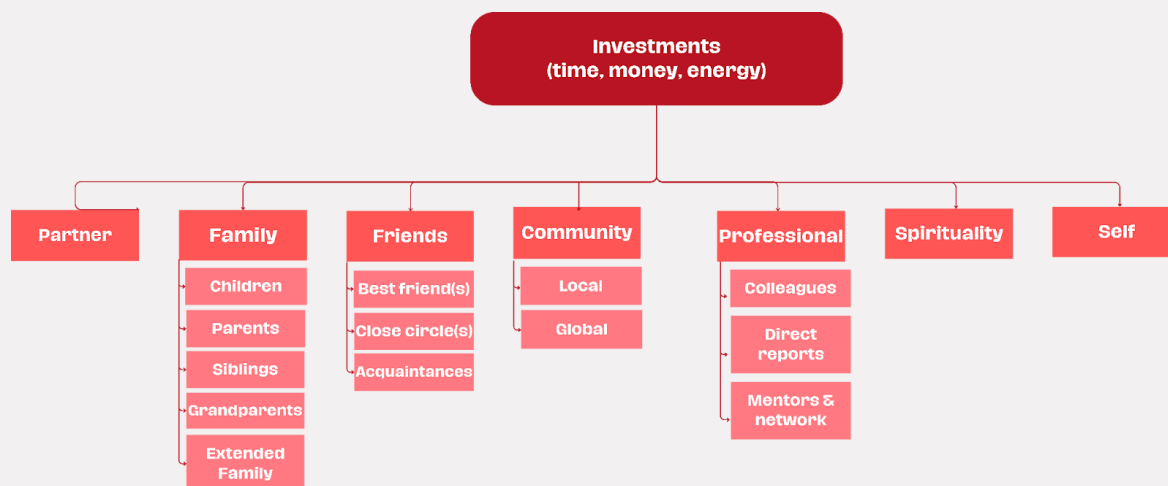 Investments
(time, money, energy)
Partner
Family
Children
Parents
Siblings
Grandparents
Extended
Family
Friends
Best friend(s)
Close circle(s)
Acquaintances
Community
Local
Global
Professional
Colleagues
Direct
reports
Mentors &
network
Spirituality
Self